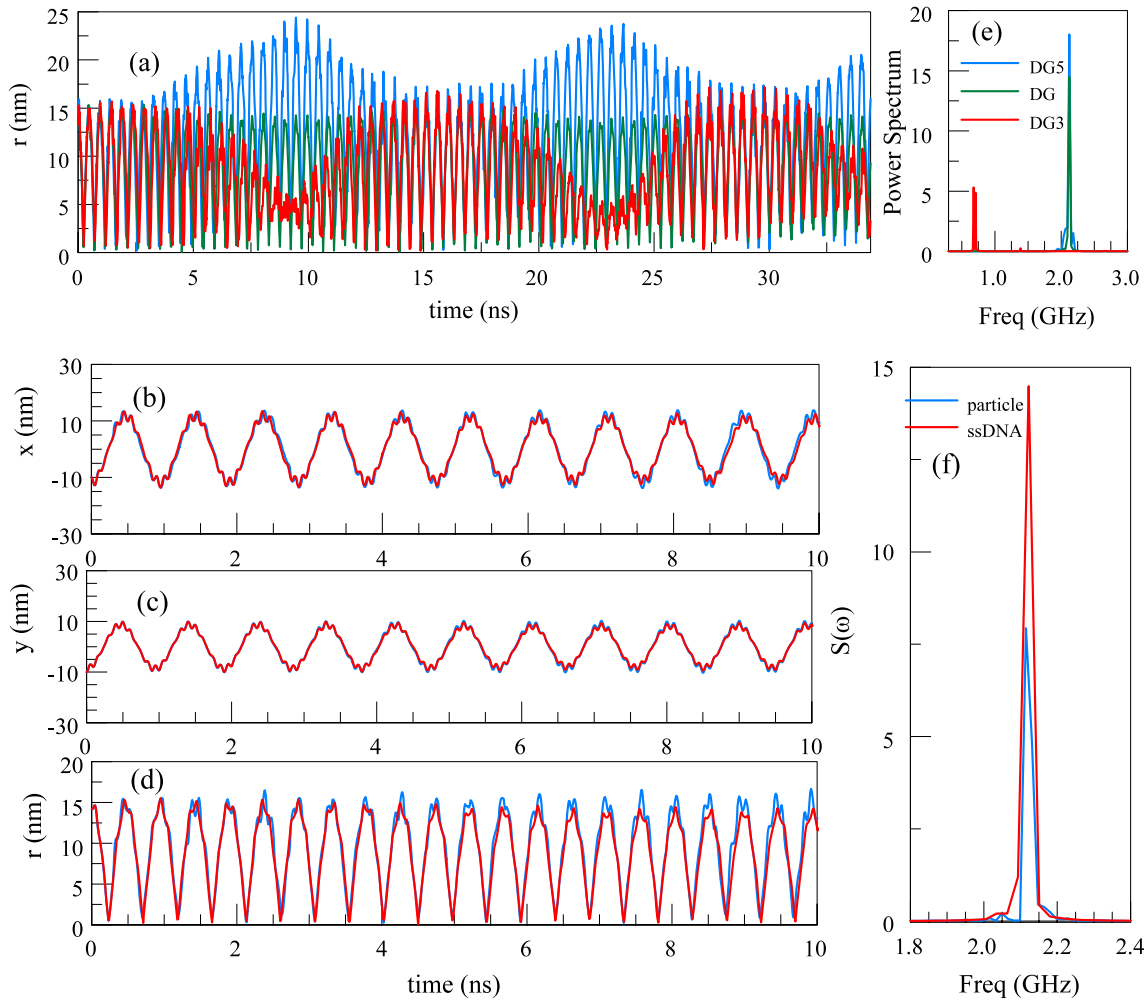 (a)
25
20
15
10
5
0
r (nm)
0 5 10 15 20 25 30
time (ns)
(e)
20
15
10
5
0
Power Spectrum
DG5
DG
DG3
1.0 2.0 3.0
Freq (GHz)
(b)
30
10
-10
-30
x (nm)
0 2 4 6 8 10
(c)
30
10
-10
-30
y (nm)
0 2 4 6 8 10
(d)
20
15
10
5
0
r (nm)
0 2 4 6 8 10
time (ns)
(f)
15
10
5
0
S(ω)
particle
ssDNA
1.8 2.0 2.2 2.4
Freq (GHz)